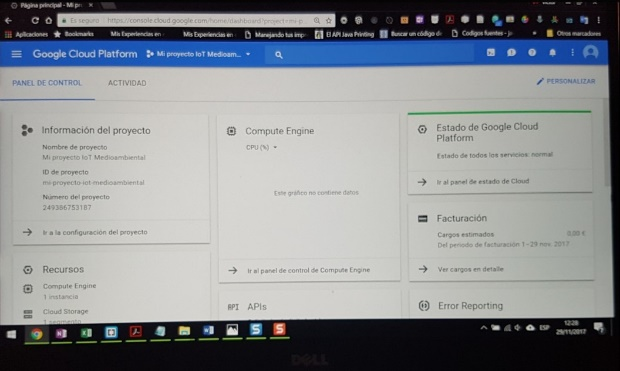 Página principal - Mi pr
Es seguro https://console.cloud.google.com/home/dashboard?project=mi-p
Aplicaciones Bookmarks Mis Experiencias en Mis Experiencias en Manejando tus imp El API Java Printing Buscar un código d Codigos fuentes - jc Otros marcadores
Google Cloud Platform Mi proyecto IoT Medioam...
PANEL DE CONTROL ACTIVIDAD PERSONALIZAR
Información del proyecto
Nombre de proyecto
Mi proyecto IoT Medioambiental
ID de proyecto
mi-proyecto-iot-medioambiental
Número del proyecto
249386753187
Ir a la configuración del proyecto
Recursos
Compute Engine
1 instancia
Cloud Storage
1 segmento
Compute Engine
CPU (%)
Este gráfico no contiene datos
Ir al panel de control de Compute Engine
API APIs
Estado de Google Cloud
Platform
Estado de todos los servicios: normal
Ir al panel de estado de Cloud
Facturación
Cargos estimados 0,00 €
Del periodo de facturación 1–29 nov. 2017
Ver cargos en detalle
Error Reporting
ESP
12:28
29/11/2017
DELL